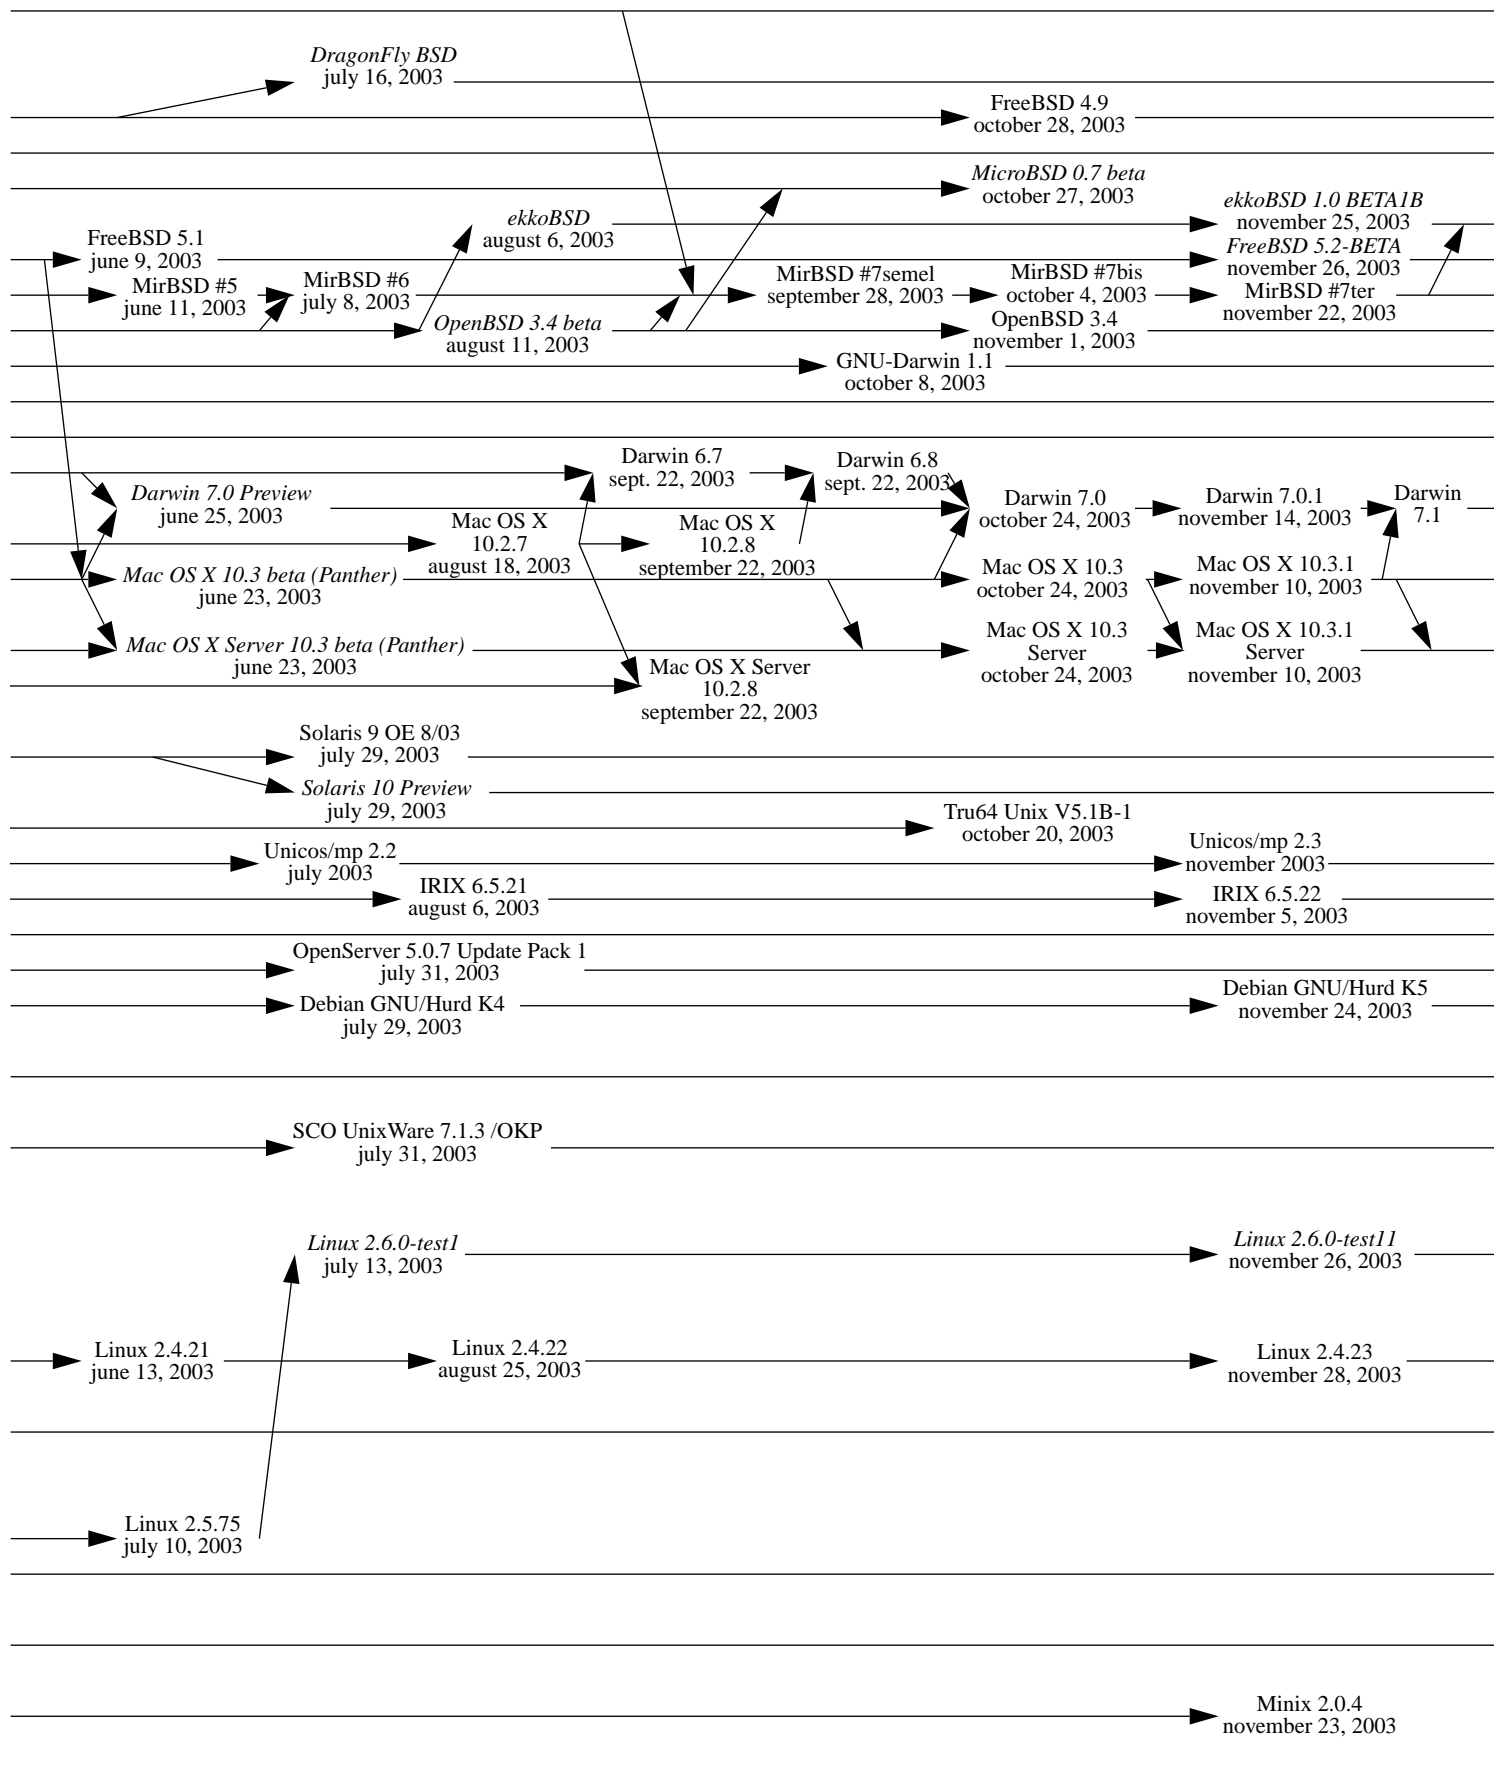 DragonFly BSD
july 16, 2003
FreeBSD 4.9
october 28, 2003
MicroBSD 0.7 beta
october 27, 2003
ekkoBSD 1.0 BETA1B
november 25, 2003
ekkoBSD
august 6, 2003
FreeBSD 5.1
june 9, 2003
FreeBSD 5.2-BETA
november 26, 2003
MirBSD #5
june 11, 2003
MirBSD #6
july 8, 2003
MirBSD #7semel
september 28, 2003
MirBSD #7bis
october 4, 2003
MirBSD #7ter
november 22, 2003
OpenBSD 3.4 beta
august 11, 2003
OpenBSD 3.4
november 1, 2003
GNU-Darwin 1.1
october 8, 2003
Darwin 6.7
sept. 22, 2003
Darwin 6.8
sept. 22, 2003
Darwin 7.0 Preview
june 25, 2003
Darwin 7.0
october 24, 2003
Darwin 7.0.1
november 14, 2003
Darwin
7.1
Mac OS X
10.2.7
august 18, 2003
Mac OS X
10.2.8
september 22, 2003
Mac OS X 10.3 beta (Panther)
june 23, 2003
Mac OS X 10.3
october 24, 2003
Mac OS X 10.3.1
november 10, 2003
Mac OS X Server 10.3 beta (Panther)
june 23, 2003
Mac OS X 10.3
Server
october 24, 2003
Mac OS X 10.3.1
Server
november 10, 2003
Mac OS X Server
10.2.8
september 22, 2003
Solaris 9 OE 8/03
july 29, 2003
Solaris 10 Preview
july 29, 2003
Tru64 Unix V5.1B-1
october 20, 2003
Unicos/mp 2.2
july 2003
Unicos/mp 2.3
november 2003
IRIX 6.5.21
august 6, 2003
IRIX 6.5.22
november 5, 2003
OpenServer 5.0.7 Update Pack 1
july 31, 2003
Debian GNU/Hurd K4
july 29, 2003
Debian GNU/Hurd K5
november 24, 2003
SCO UnixWare 7.1.3 /OKP
july 31, 2003
Linux 2.6.0-test1
july 13, 2003
Linux 2.6.0-test11
november 26, 2003
Linux 2.4.21
june 13, 2003
Linux 2.4.22
august 25, 2003
Linux 2.4.23
november 28, 2003
Linux 2.5.75
july 10, 2003
Minix 2.0.4
november 23, 2003